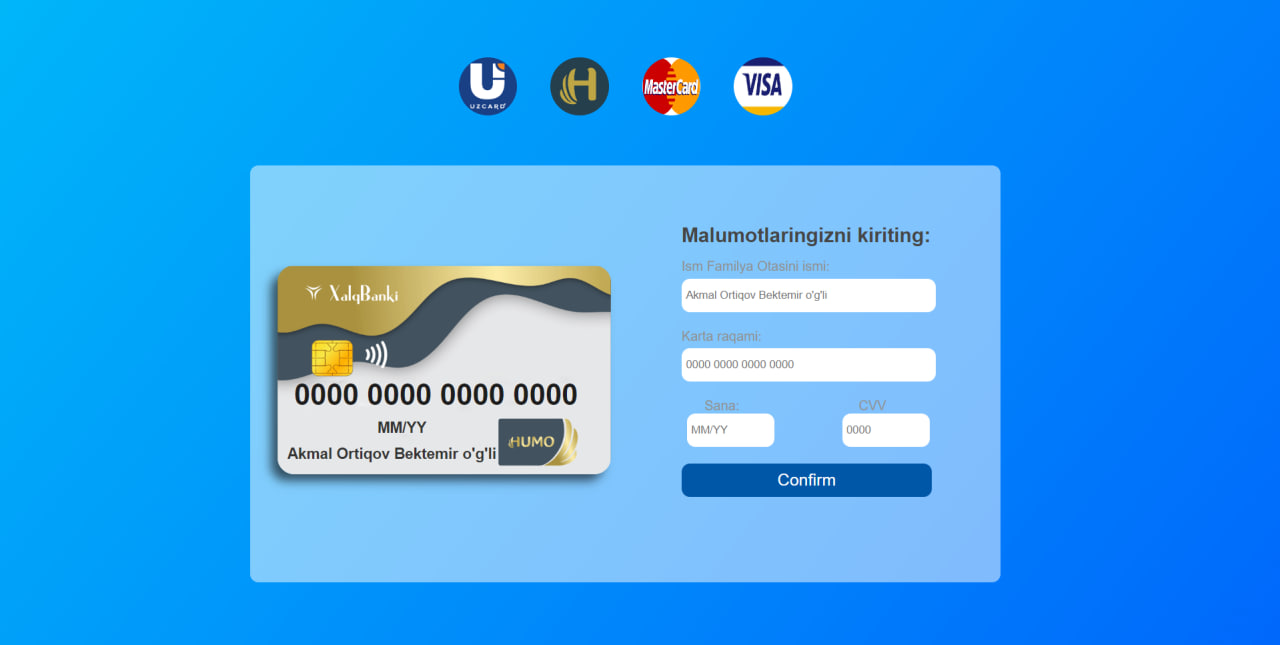 U
UZCARD
H
MasterCard
VISA
XalqBanki
0000 0000 0000 0000
MM/YY
Akmal Ortiqov Bektemir o'g'li
HUMO
Malumotlaringizni kiriting:
Ism Familya Otasini ismi:
Akmal Ortiqov Bektemir o'g'li
Karta raqami:
0000 0000 0000 0000
Sana: CVV
MM/YY 0000
Confirm